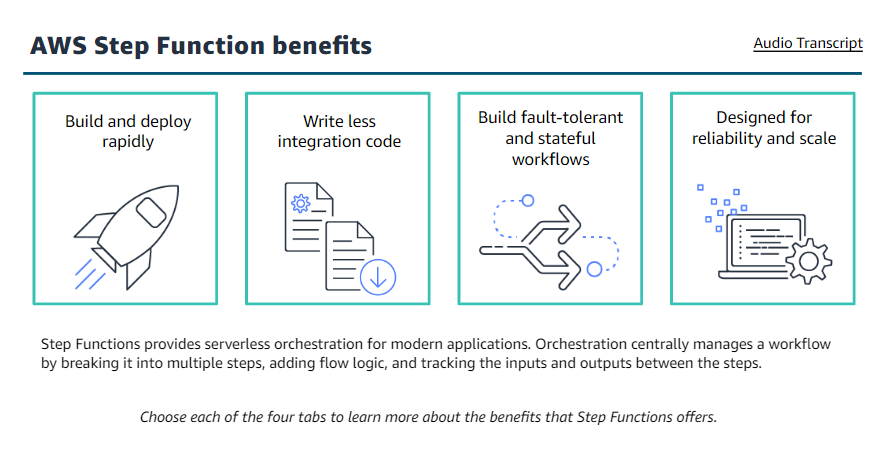 AWS Step Function benefits
Audio Transcript
Build and deploy
rapidly
Write less
integration code
Build fault-tolerant
and stateful
workflows
Designed for
reliability and scale
Step Functions provides serverless orchestration for modern applications. Orchestration centrally manages a workflow
by breaking it into multiple steps, adding flow logic, and tracking the inputs and outputs between the steps.
Choose each of the four tabs to learn more about the benefits that Step Functions offers.